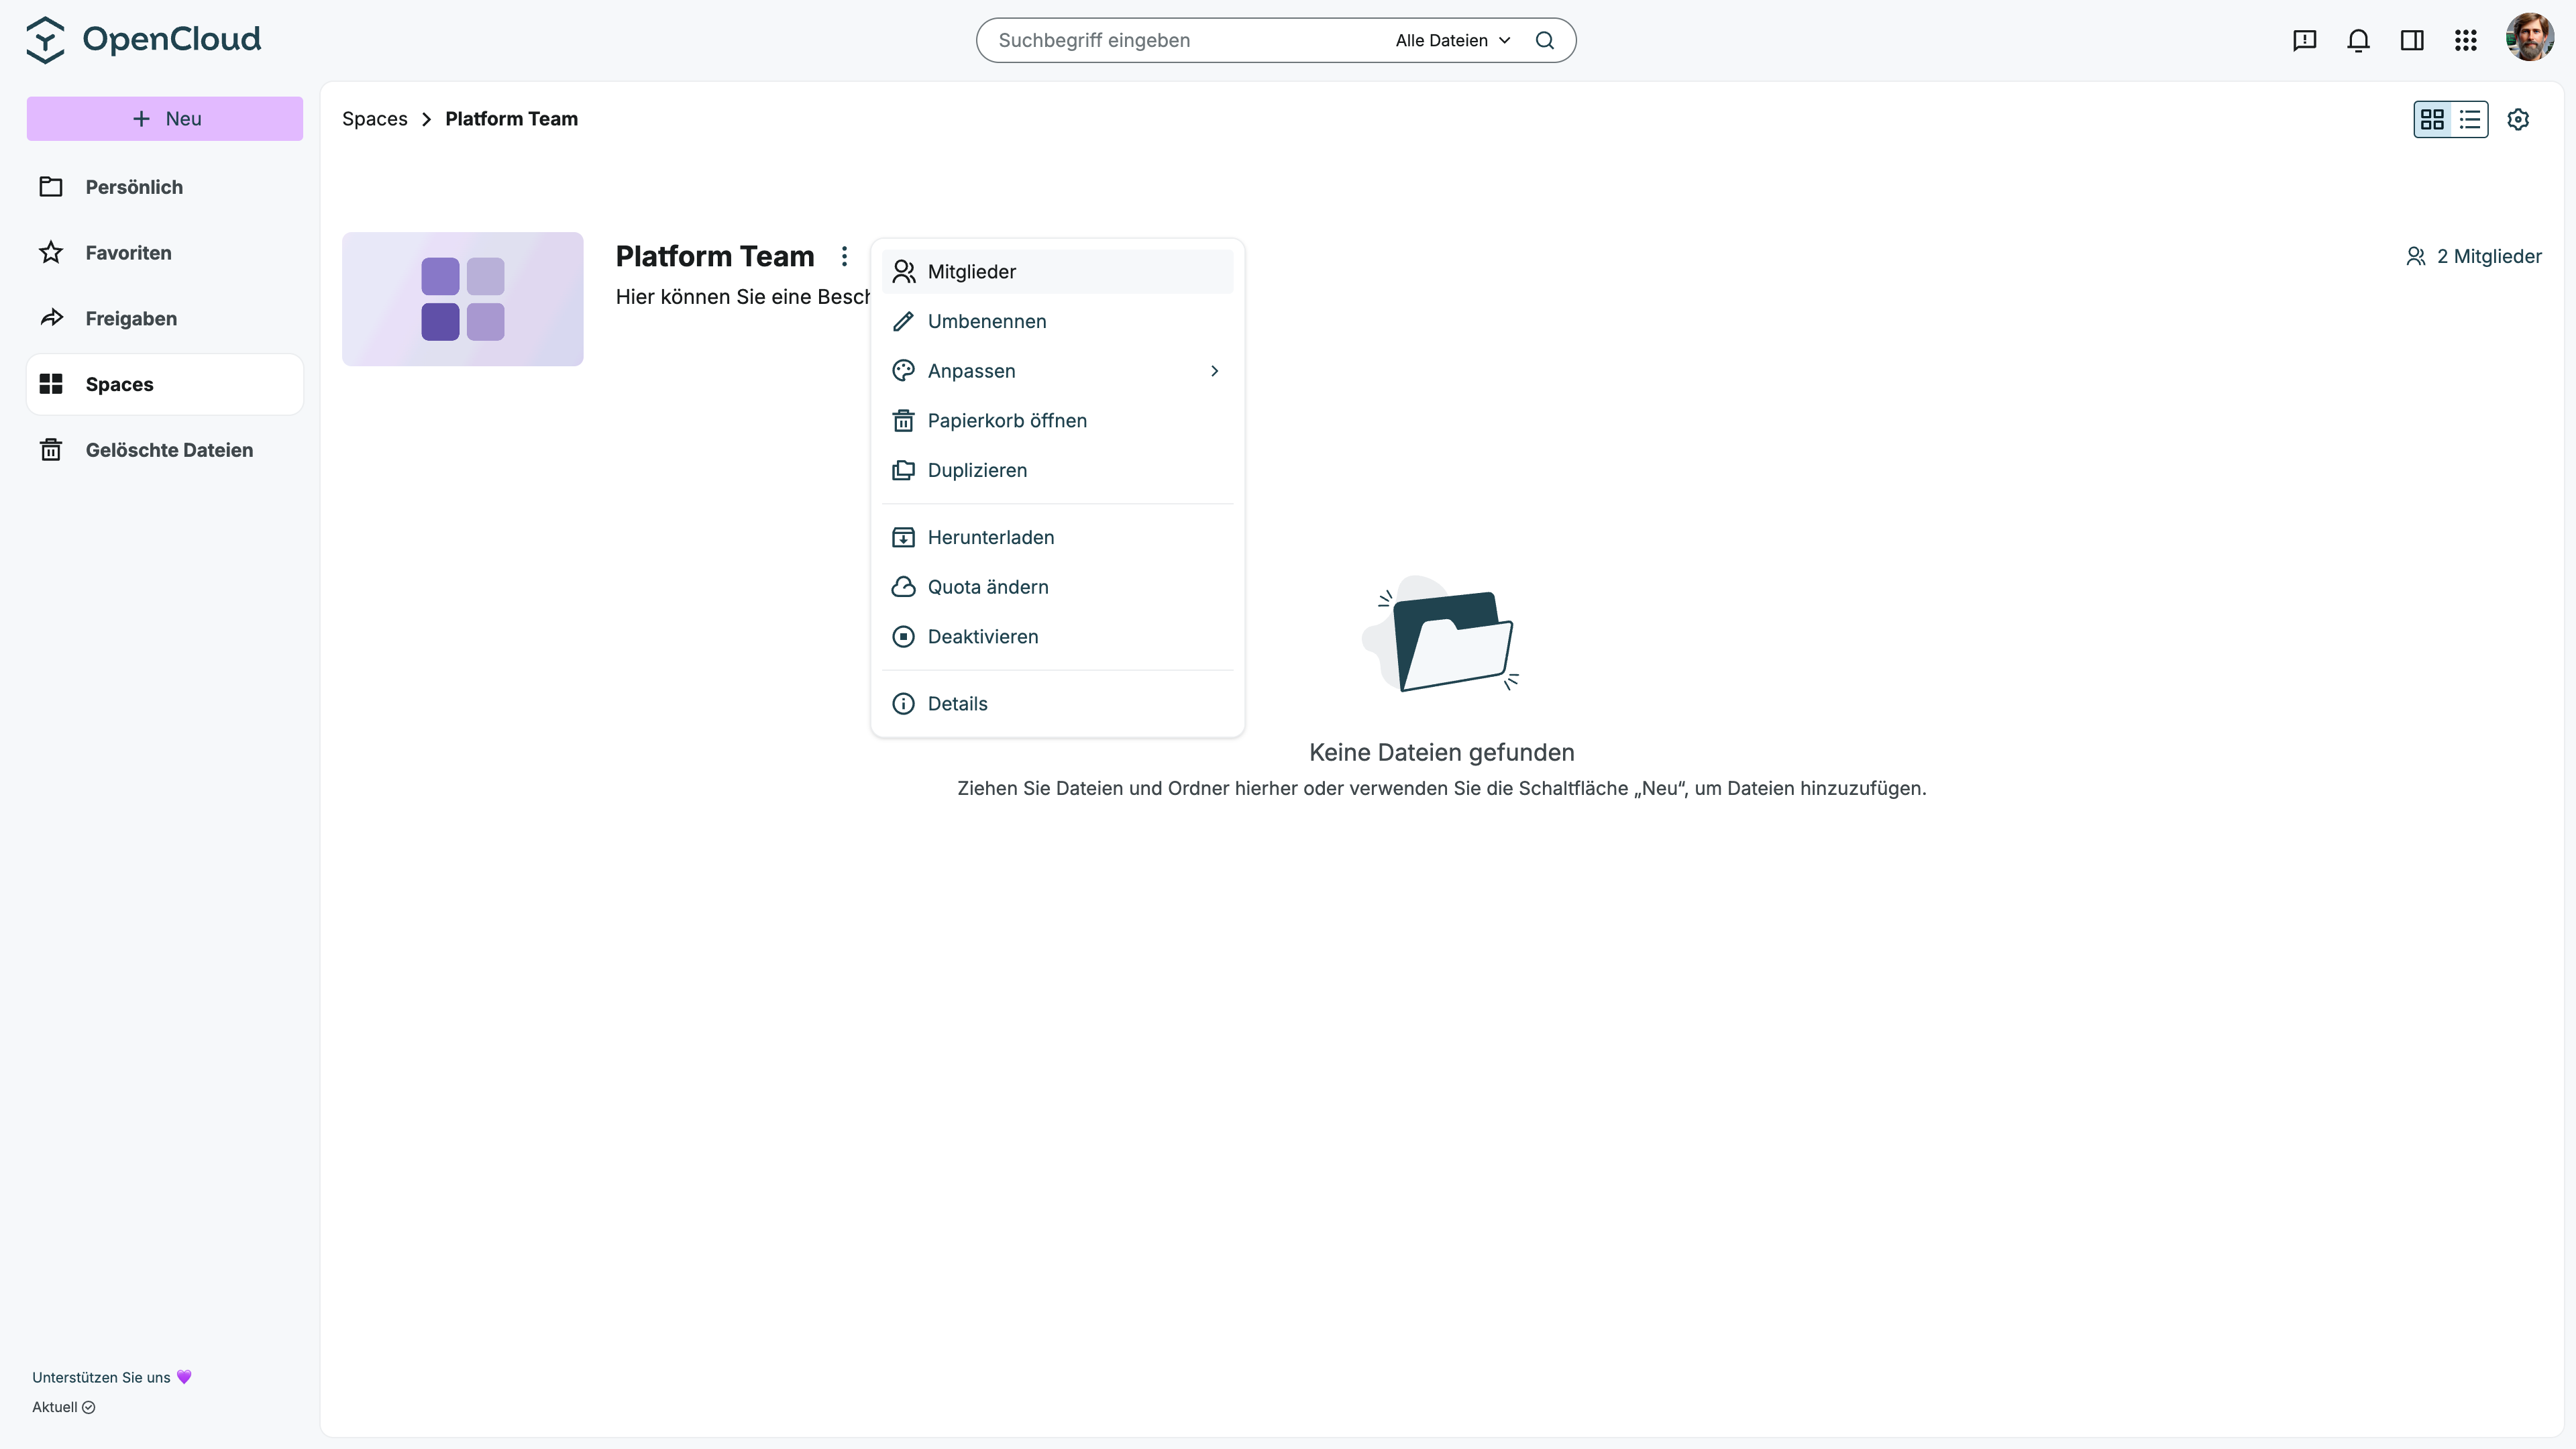 OpenCloud
Suchbegriff eingeben
Alle Dateien
Neu
Persönlich
Favoriten
Freigaben
Spaces
Gelöschte Dateien
Spaces
Platform Team
Platform Team
Hier können Sie eine Besch
2 Mitglieder
Mitglieder
Umbenennen
Anpassen
Papierkorb öffnen
Duplizieren
Herunterladen
Quota ändern
Deaktivieren
Details
Keine Dateien gefunden
Ziehen Sie Dateien und Ordner hierher oder verwenden Sie die Schaltfläche „Neu“, um Dateien hinzuzufügen.
Unterstützen Sie uns 💜
Aktuell